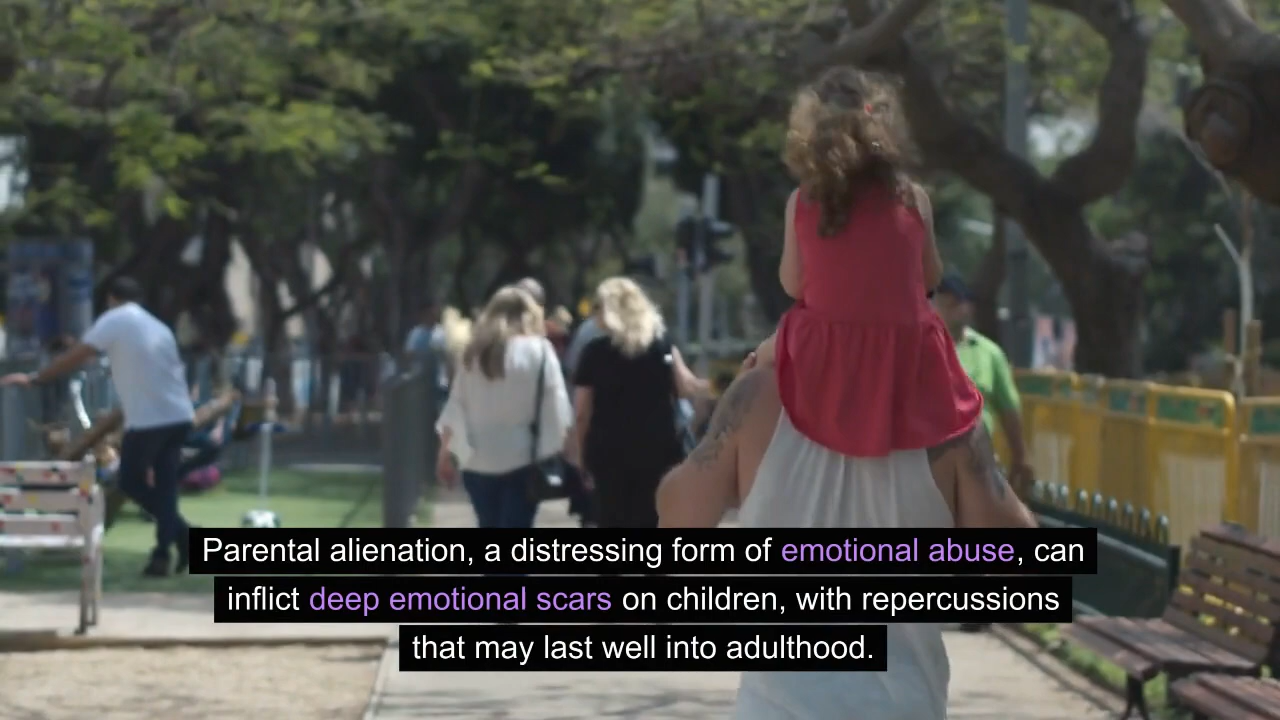 Parental alienation, a distressing form of emotional abuse, can
inflict deep emotional scars on children, with repercussions
that may last well into adulthood.